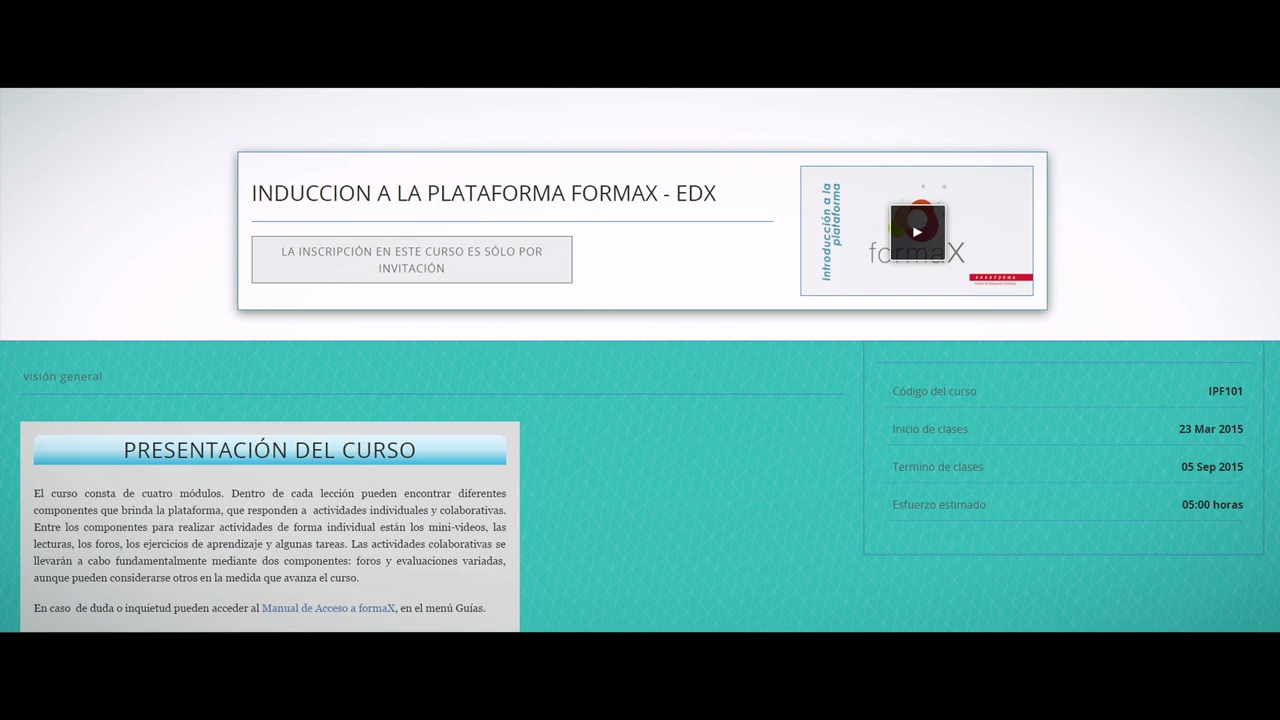 INDUCCION A LA PLATAFORMA FORMAX - EDX
LA INSCRIPCIÓN EN ESTE CURSO ES SÓLO POR
INVITACIÓN
Introducción a la
plataforma
formaX
FORMA
visión general
PRESENTACIÓN DEL CURSO
El curso consta de cuatro módulos. Dentro de cada lección pueden encontrar diferentes
componentes que brinda la plataforma, que responden a actividades individuales y colaborativas.
Entre los componentes para realizar actividades de forma individual están los mini-videos, las
lecturas, los foros, los ejercicios de aprendizaje y algunas tareas. Las actividades colaborativas se
llevarán a cabo fundamentalmente mediante dos componentes: foros y evaluaciones variadas,
aunque pueden considerarse otros en la medida que avanza el curso.
En caso de duda o inquietud pueden acceder al Manual de Acceso a formaX, en el menú Guías.
Código del curso IPF101
Inicio de clases 23 Mar 2015
Termino de clases 05 Sep 2015
Esfuerzo estimado 05:00 horas